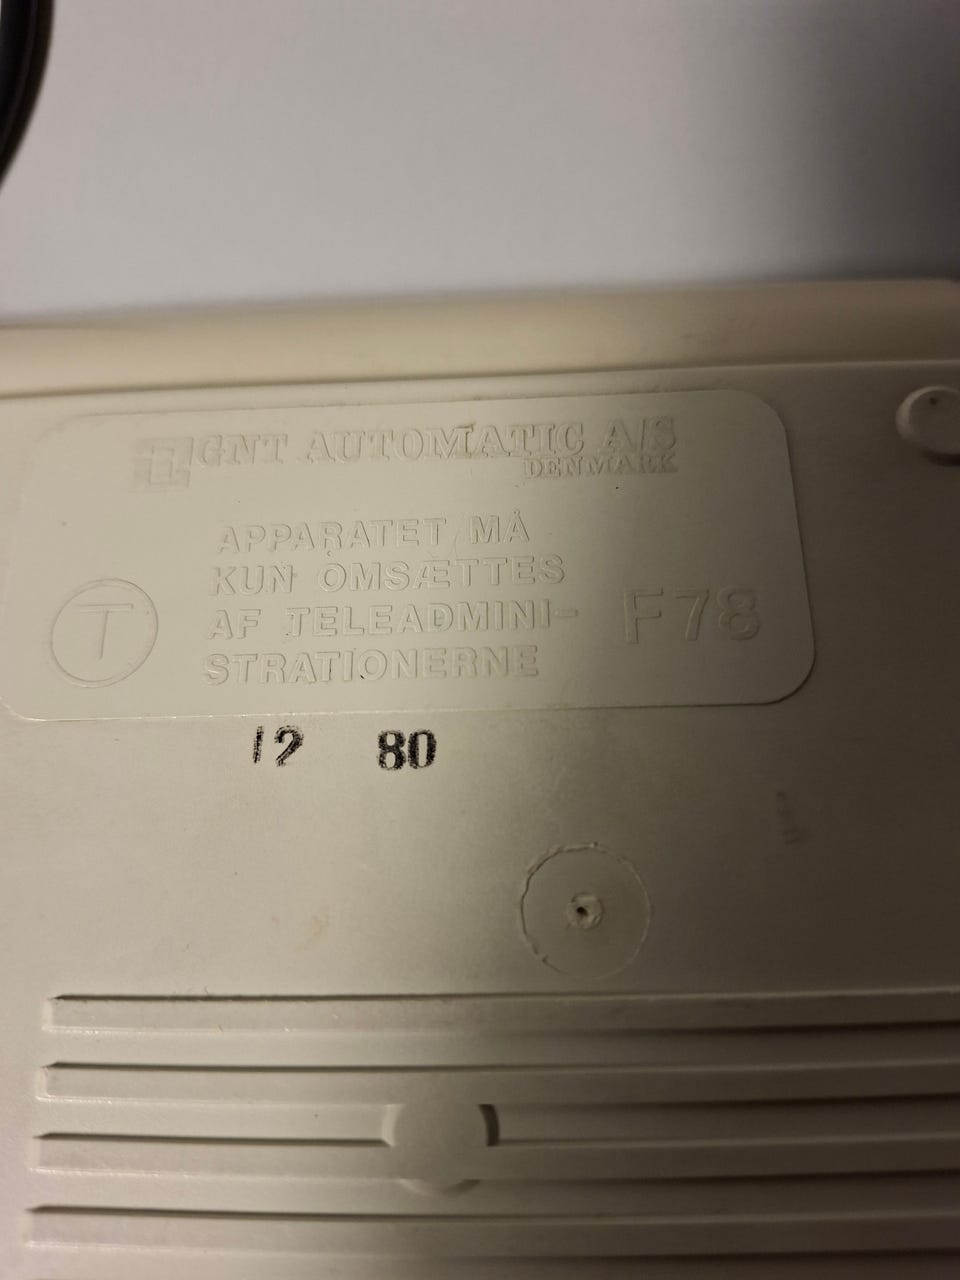 GNT AUTOMATIC A/S
DENMARK
APPARATET MÅ
KUN OMSÆTTES
AF TELEADMINI-
STRATIONERNE
T
F78
12 80